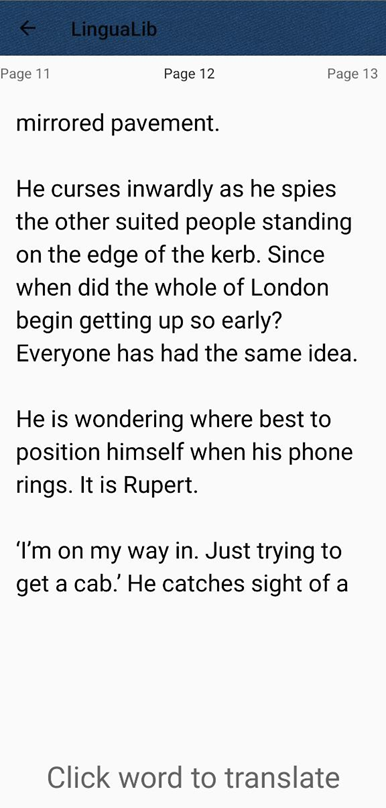 LinguaLib
Page 11 Page 12 Page 13
mirrored pavement.
He curses inwardly as he spies
the other suited people standing
on the edge of the kerb. Since
when did the whole of London
begin getting up so early?
Everyone has had the same idea.
He is wondering where best to
position himself when his phone
rings. It is Rupert.
‘I’m on my way in. Just trying to
get a cab.’ He catches sight of a
Click word to translate